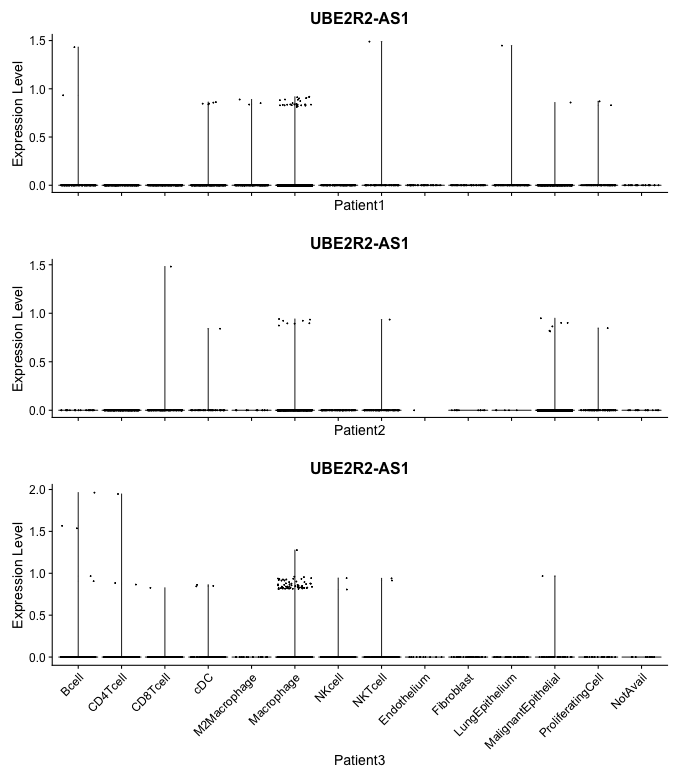 UBE2R2-AS1
Expression Level
1.5
1.0
0.5
0.0
Patient1
UBE2R2-AS1
Expression Level
1.5
1.0
0.5
0.0
Patient2
UBE2R2-AS1
Expression Level
2.0
1.5
1.0
0.5
0.0
Bcell
CD4Tcell
CD8Tcell
cDC
M2Macrophage
Macrophage
NKcell
NKTcell
Endothelium
Fibroblast
LungEpithelium
MalignantEpithelial
ProliferatingCell
NotAvail
Patient3